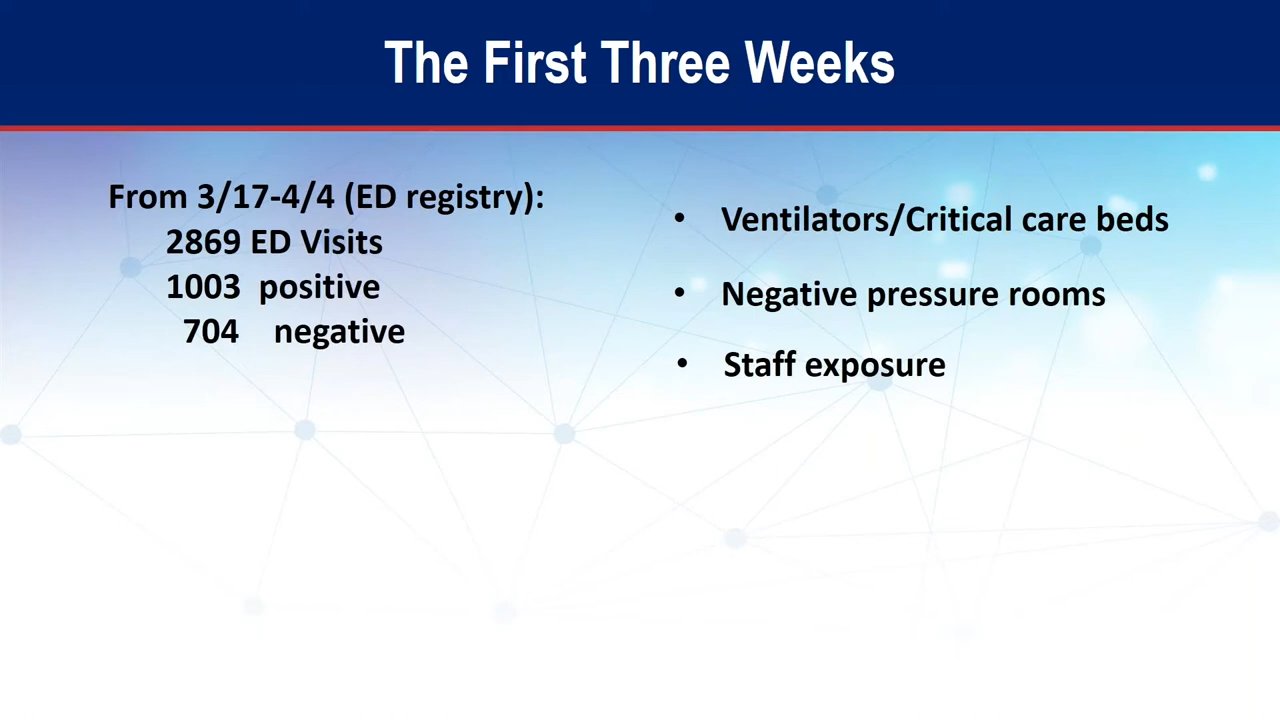 The First Three Weeks
From 3/17-4/4 (ED registry):
2869 ED Visits
1003 positive
704 negative
• Ventilators/Critical care beds
• Negative pressure rooms
• Staff exposure